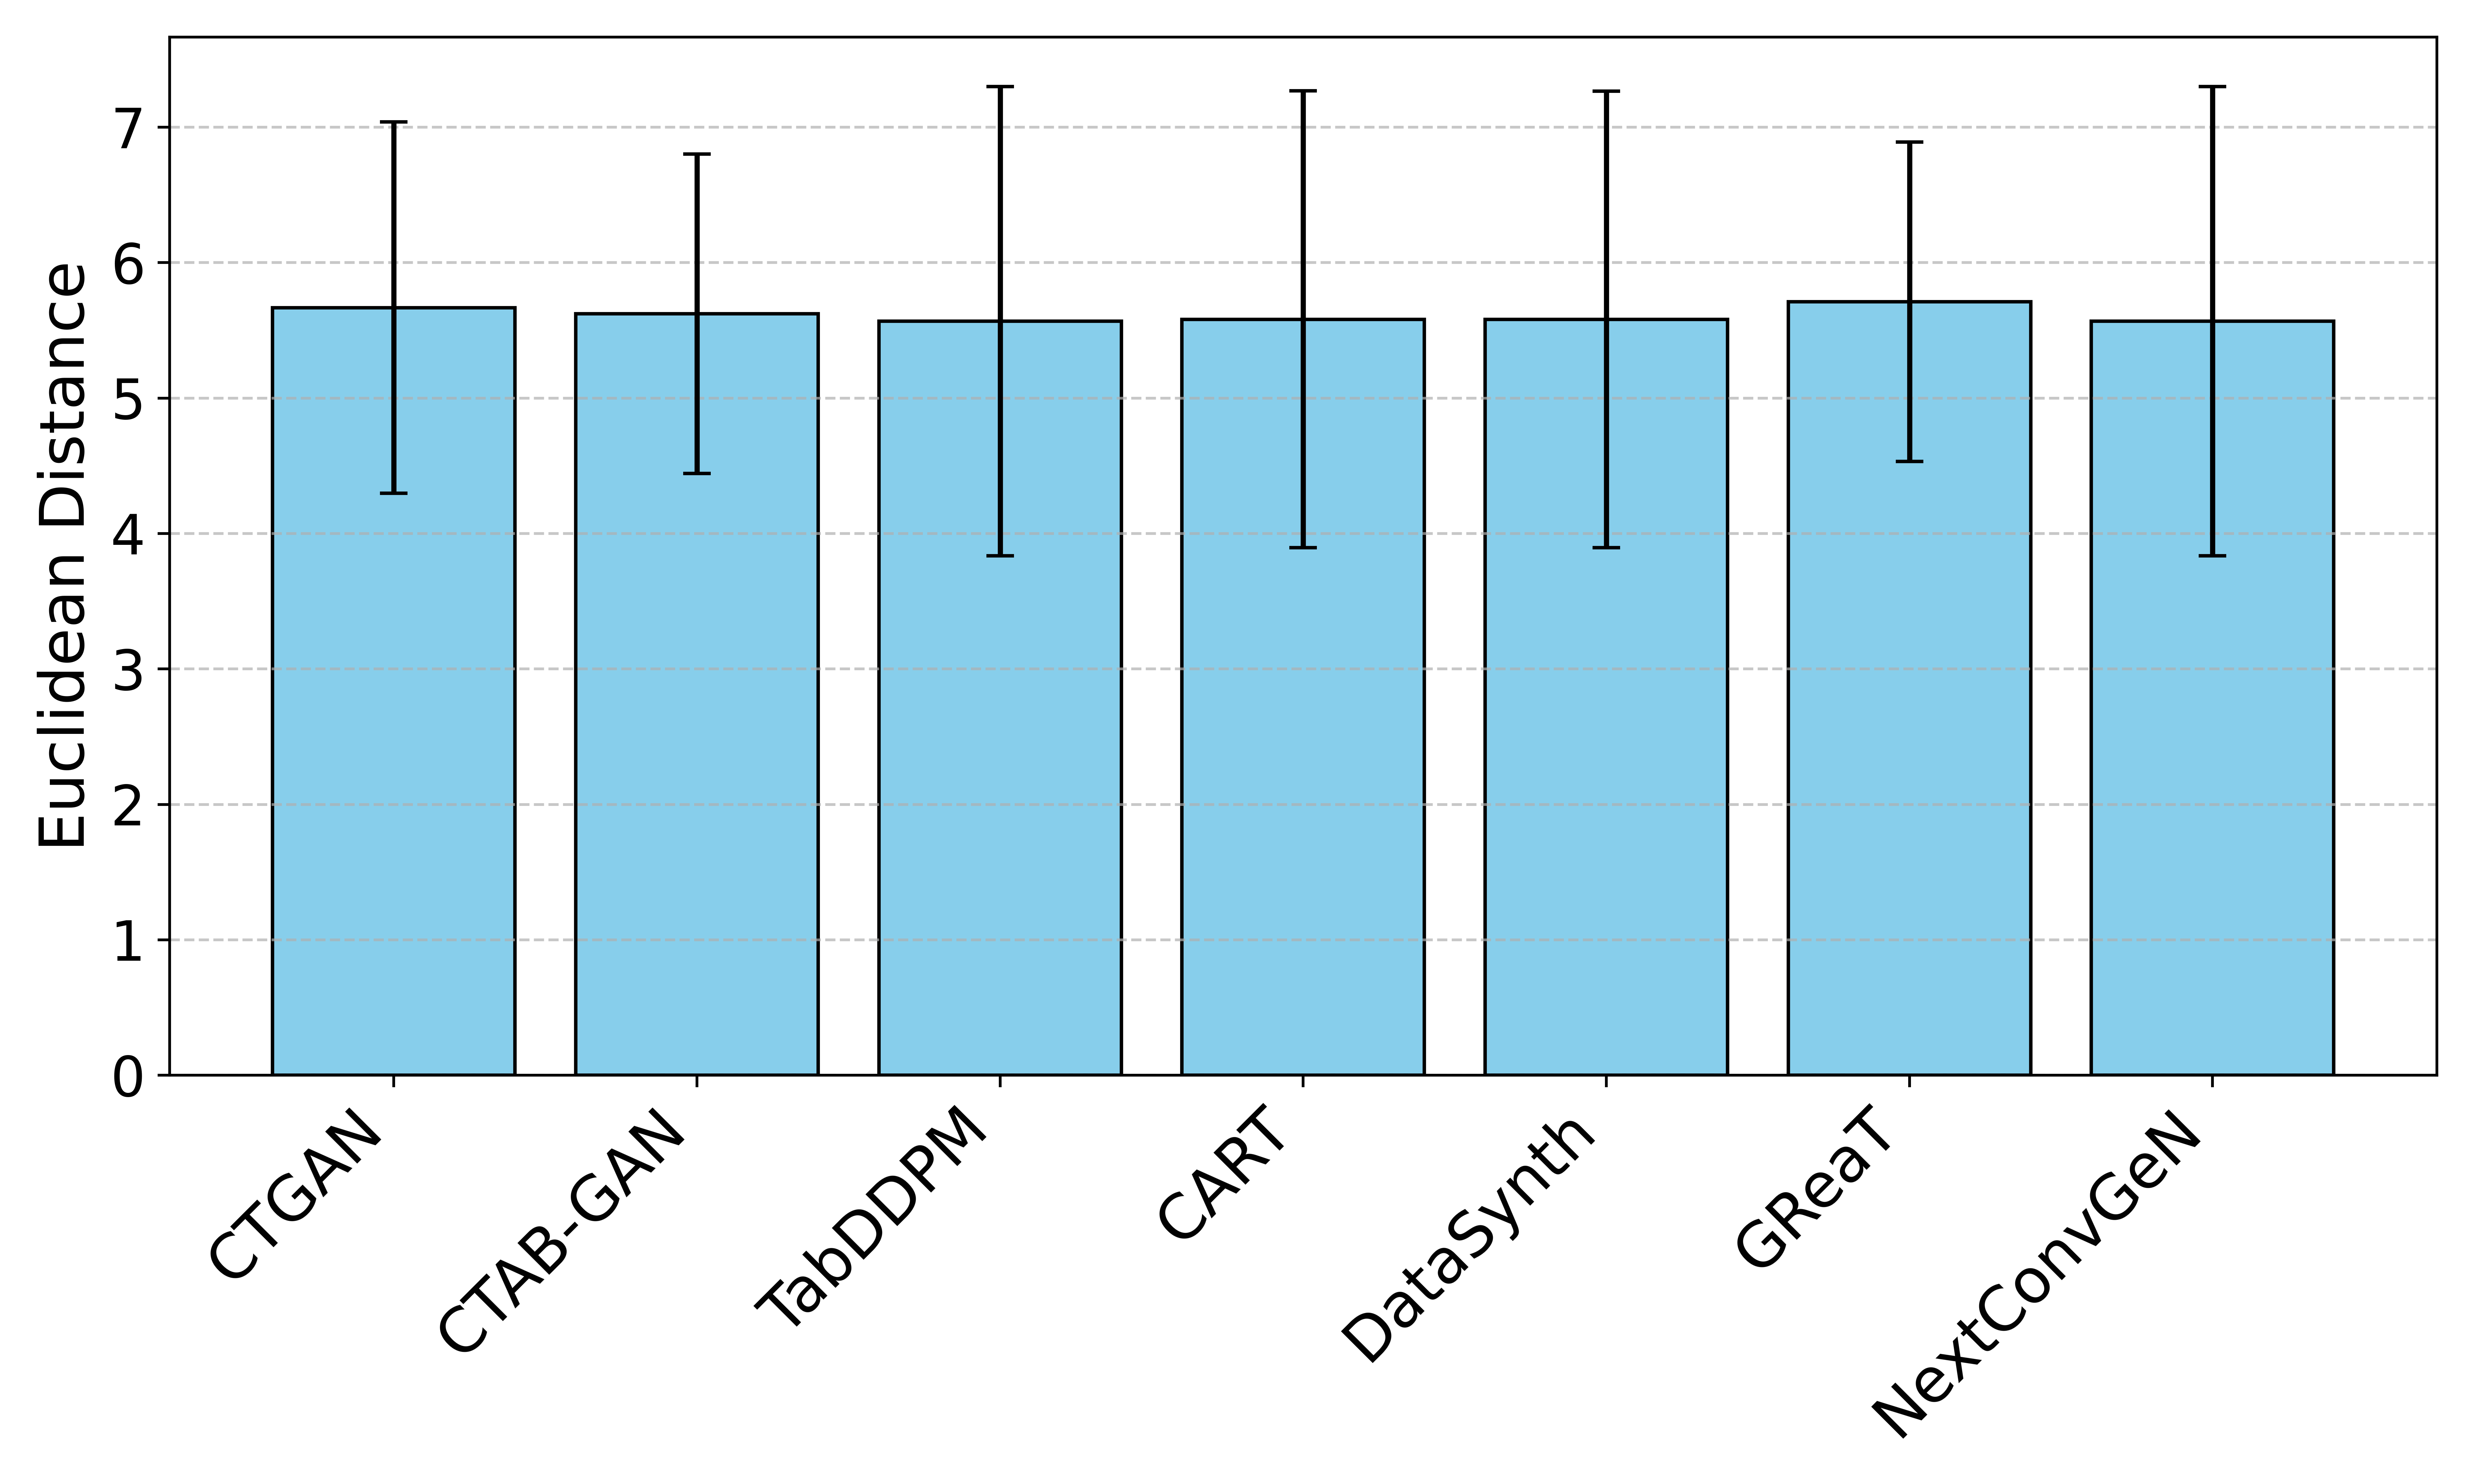 Euclidean Distance
7
6
5
4
3
2
1
0
CTGAN
CTAB-GAN
TabDDPM
CART
DataSynth
GReaT
NextConvGeN